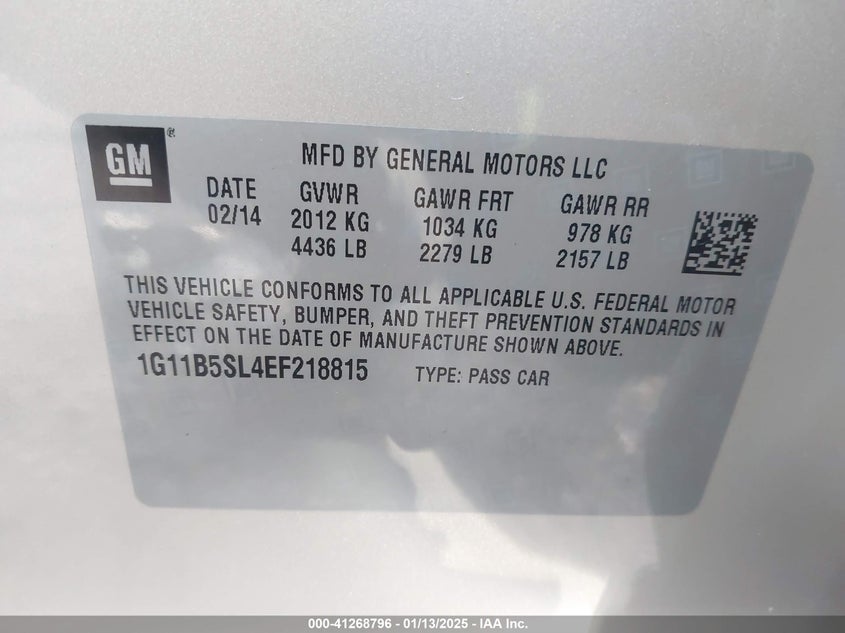 GM®
MFD BY GENERAL MOTORS LLC
DATE GVWR GAWR FRT GAWR RR
02/14 2012 KG 1034 KG 978 KG
4436 LB 2279 LB 2157 LB
THIS VEHICLE CONFORMS TO ALL APPLICABLE U.S. FEDERAL MOTOR
VEHICLE SAFETY, BUMPER, AND THEFT PREVENTION STANDARDS IN
EFFECT ON THE DATE OF MANUFACTURE SHOWN ABOVE.
1G11B5SL4EF218815 TYPE: PASS CAR
000-41268796 - 01/13/2025 - IAA Inc.